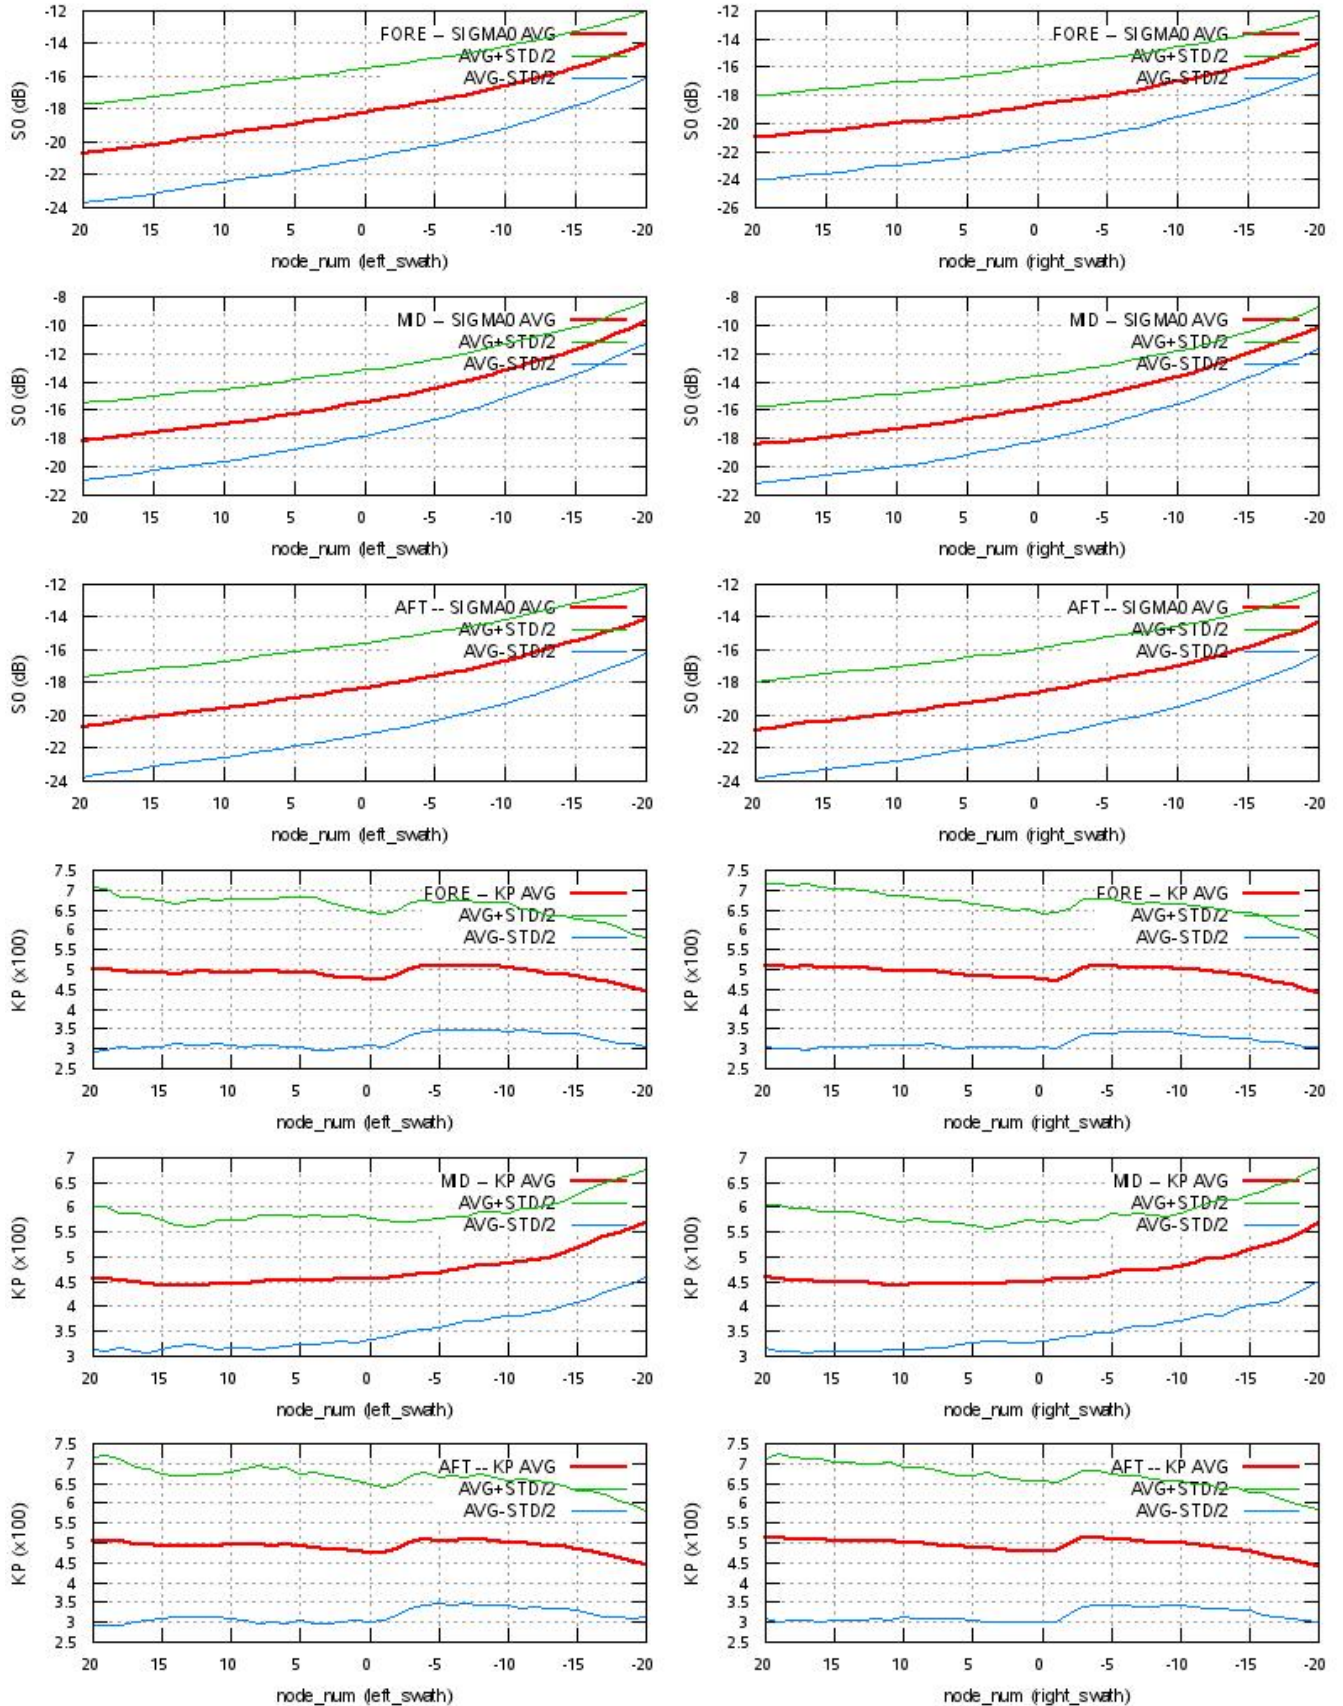 -12
-14
-16
-18
-20
-22
-24
S0 (dB)
FORE -- SIGMA0 AVG
AVG+STD/2
AVG-STD/2
20 15 10 5 0 -5 -10 -15 -20
node_num (left_swath)
-12
-14
-16
-18
-20
-22
-24
-26
S0 (dB)
FORE -- SIGMA0 AVG
AVG+STD/2
AVG-STD/2
20 15 10 5 0 -5 -10 -15 -20
node_num (right_swath)
-8
-10
-12
-14
-16
-18
-20
-22
S0 (dB)
MID -- SIGMA0 AVG
AVG+STD/2
AVG-STD/2
20 15 10 5 0 -5 -10 -15 -20
node_num (left_swath)
-8
-10
-12
-14
-16
-18
-20
-22
S0 (dB)
MID -- SIGMA0 AVG
AVG+STD/2
AVG-STD/2
20 15 10 5 0 -5 -10 -15 -20
node_num (right_swath)
-12
-14
-16
-18
-20
-22
-24
S0 (dB)
AFT -- SIGMA0 AVG
AVG+STD/2
AVG-STD/2
20 15 10 5 0 -5 -10 -15 -20
node_num (left_swath)
-12
-14
-16
-18
-20
-22
-24
S0 (dB)
AFT -- SIGMA0 AVG
AVG+STD/2
AVG-STD/2
20 15 10 5 0 -5 -10 -15 -20
node_num (right_swath)
7.5
7
6.5
6
5.5
5
4.5
4
3.5
3
2.5
KP (x100)
FORE -- KP AVG
AVG+STD/2
AVG-STD/2
20 15 10 5 0 -5 -10 -15 -20
node_num (left_swath)
7.5
7
6.5
6
5.5
5
4.5
4
3.5
3
2.5
KP (x100)
FORE -- KP AVG
AVG+STD/2
AVG-STD/2
20 15 10 5 0 -5 -10 -15 -20
node_num (right_swath)
7
6.5
6
5.5
5
4.5
4
3.5
3
KP (x100)
MID -- KP AVG
AVG+STD/2
AVG-STD/2
20 15 10 5 0 -5 -10 -15 -20
node_num (left_swath)
7
6.5
6
5.5
5
4.5
4
3.5
3
KP (x100)
MID -- KP AVG
AVG+STD/2
AVG-STD/2
20 15 10 5 0 -5 -10 -15 -20
node_num (right_swath)
7.5
7
6.5
6
5.5
5
4.5
4
3.5
3
2.5
KP (x100)
AFT -- KP AVG
AVG+STD/2
AVG-STD/2
20 15 10 5 0 -5 -10 -15 -20
node_num (left_swath)
7.5
7
6.5
6
5.5
5
4.5
4
3.5
3
2.5
KP (x100)
AFT -- KP AVG
AVG+STD/2
AVG-STD/2
20 15 10 5 0 -5 -10 -15 -20
node_num (right_swath)